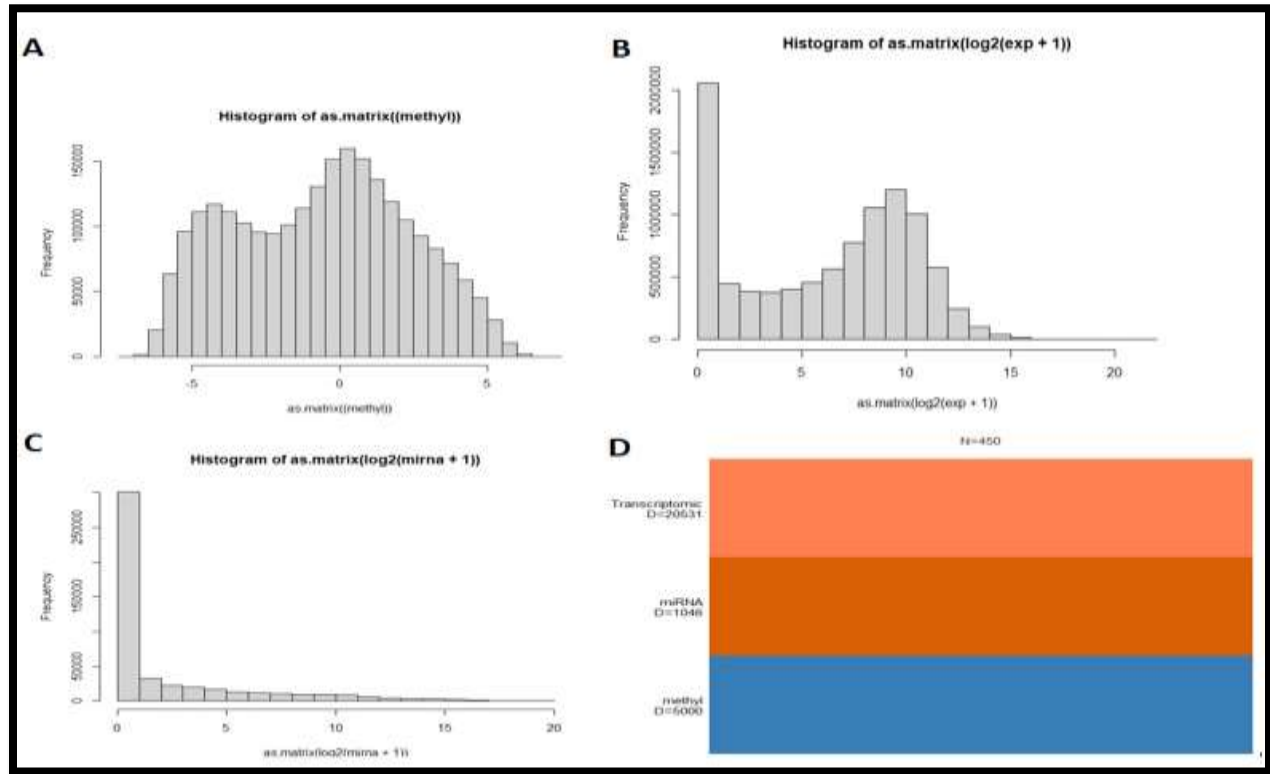 A
Histogram of as.matrix((methyl))
Frequency
0
50000
100000
150000
-5
0
5
as.matrix((methyl))
B
Histogram of as.matrix(log2(exp + 1))
Frequency
0
500000
1000000
1500000
2000000
0
5
10
15
20
as.matrix(log2(exp + 1))
C
Histogram of as.matrix(log2(mirna + 1))
Frequency
0
50000
150000
250000
0
5
10
15
20
as.matrix(log2(mirna + 1))
D
N=450
Transcriptomic
D=20531
miRNA
D=1046
methyl
D=5000